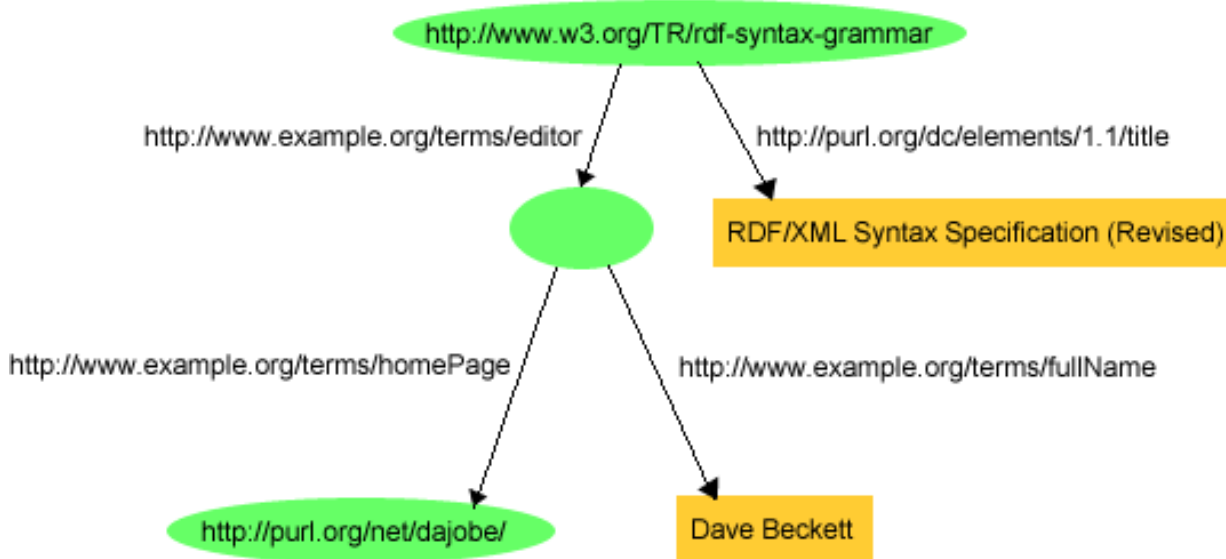 http://www.w3.org/TR/rdf-syntax-grammar
http://www.example.org/terms/editor
http://purl.org/dc/elements/1.1/title
RDF/XML Syntax Specification (Revised)
http://www.example.org/terms/homePage
http://www.example.org/terms/fullName
http://purl.org/net/dajobe/
Dave Beckett